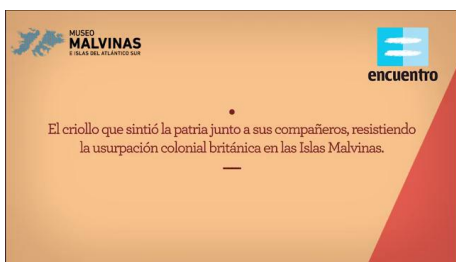 MUSEO
MALVINAS
E ISLAS DEL ATLÁNTICO SUR
encuentro
El criollo que sintió la patria junto a sus compañeros, resistiendo
la usurpación colonial británica en las Islas Malvinas.